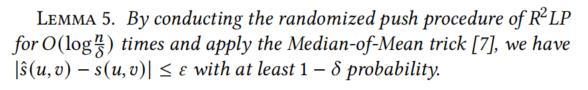 LEMMA 5. By conducting the randomized push procedure of R²LP
for O(log n/δ) times and apply the Median-of-Mean trick [7], we have
|ŝ(u, v) − s(u, v)| ≤ ε with at least 1 − δ probability.